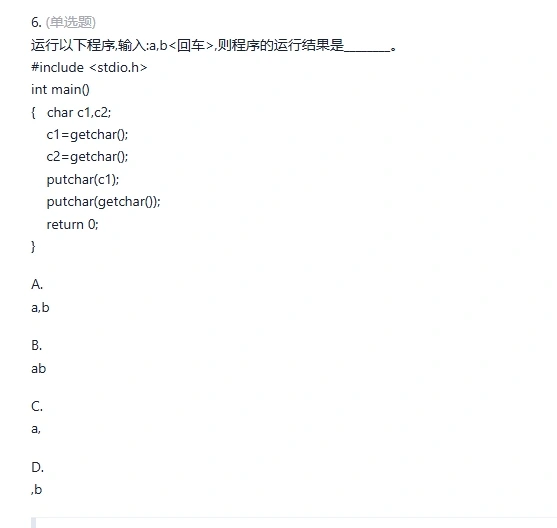 6. (单选题)
运行以下程序,输入:a,b<回车>,则程序的运行结果是________。
#include <stdio.h>
int main()
{ char c1,c2;
c1=getchar();
c2=getchar();
putchar(c1);
putchar(getchar());
return 0;
}
A.
a,b
B.
ab
C.
a,
D.
,b